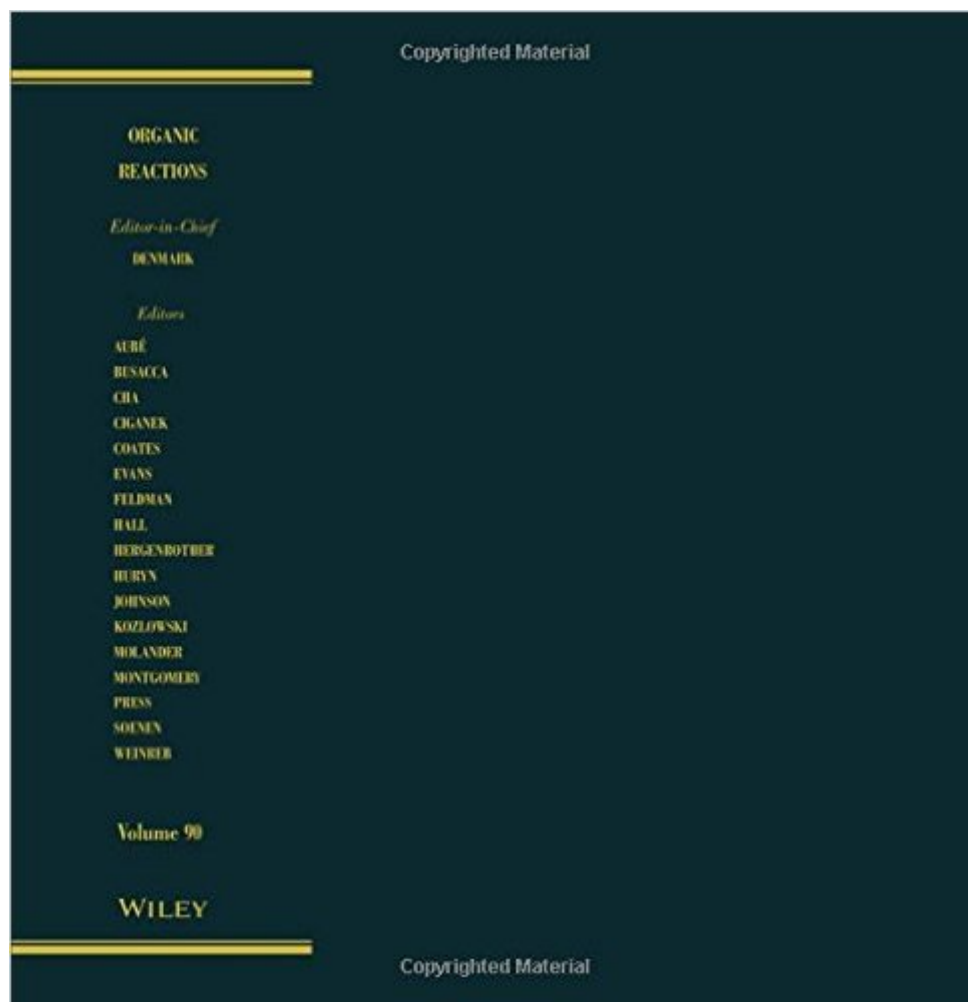 Copyrighted Material
ORGANIC
REACTIONS
Editor-in-Chief
DENMARK
Editors
AUBÉ
BUSACCA
CHA
CIGANEK
COATES
EVANS
FELDMAN
HALL
HERGENROTHER
HURYN
JOHNSON
KOZLOWSKI
MOLANDER
MONTGOMERY
PRESS
SOENEN
WEINREB
Volume 90
WILEY
Copyrighted Material